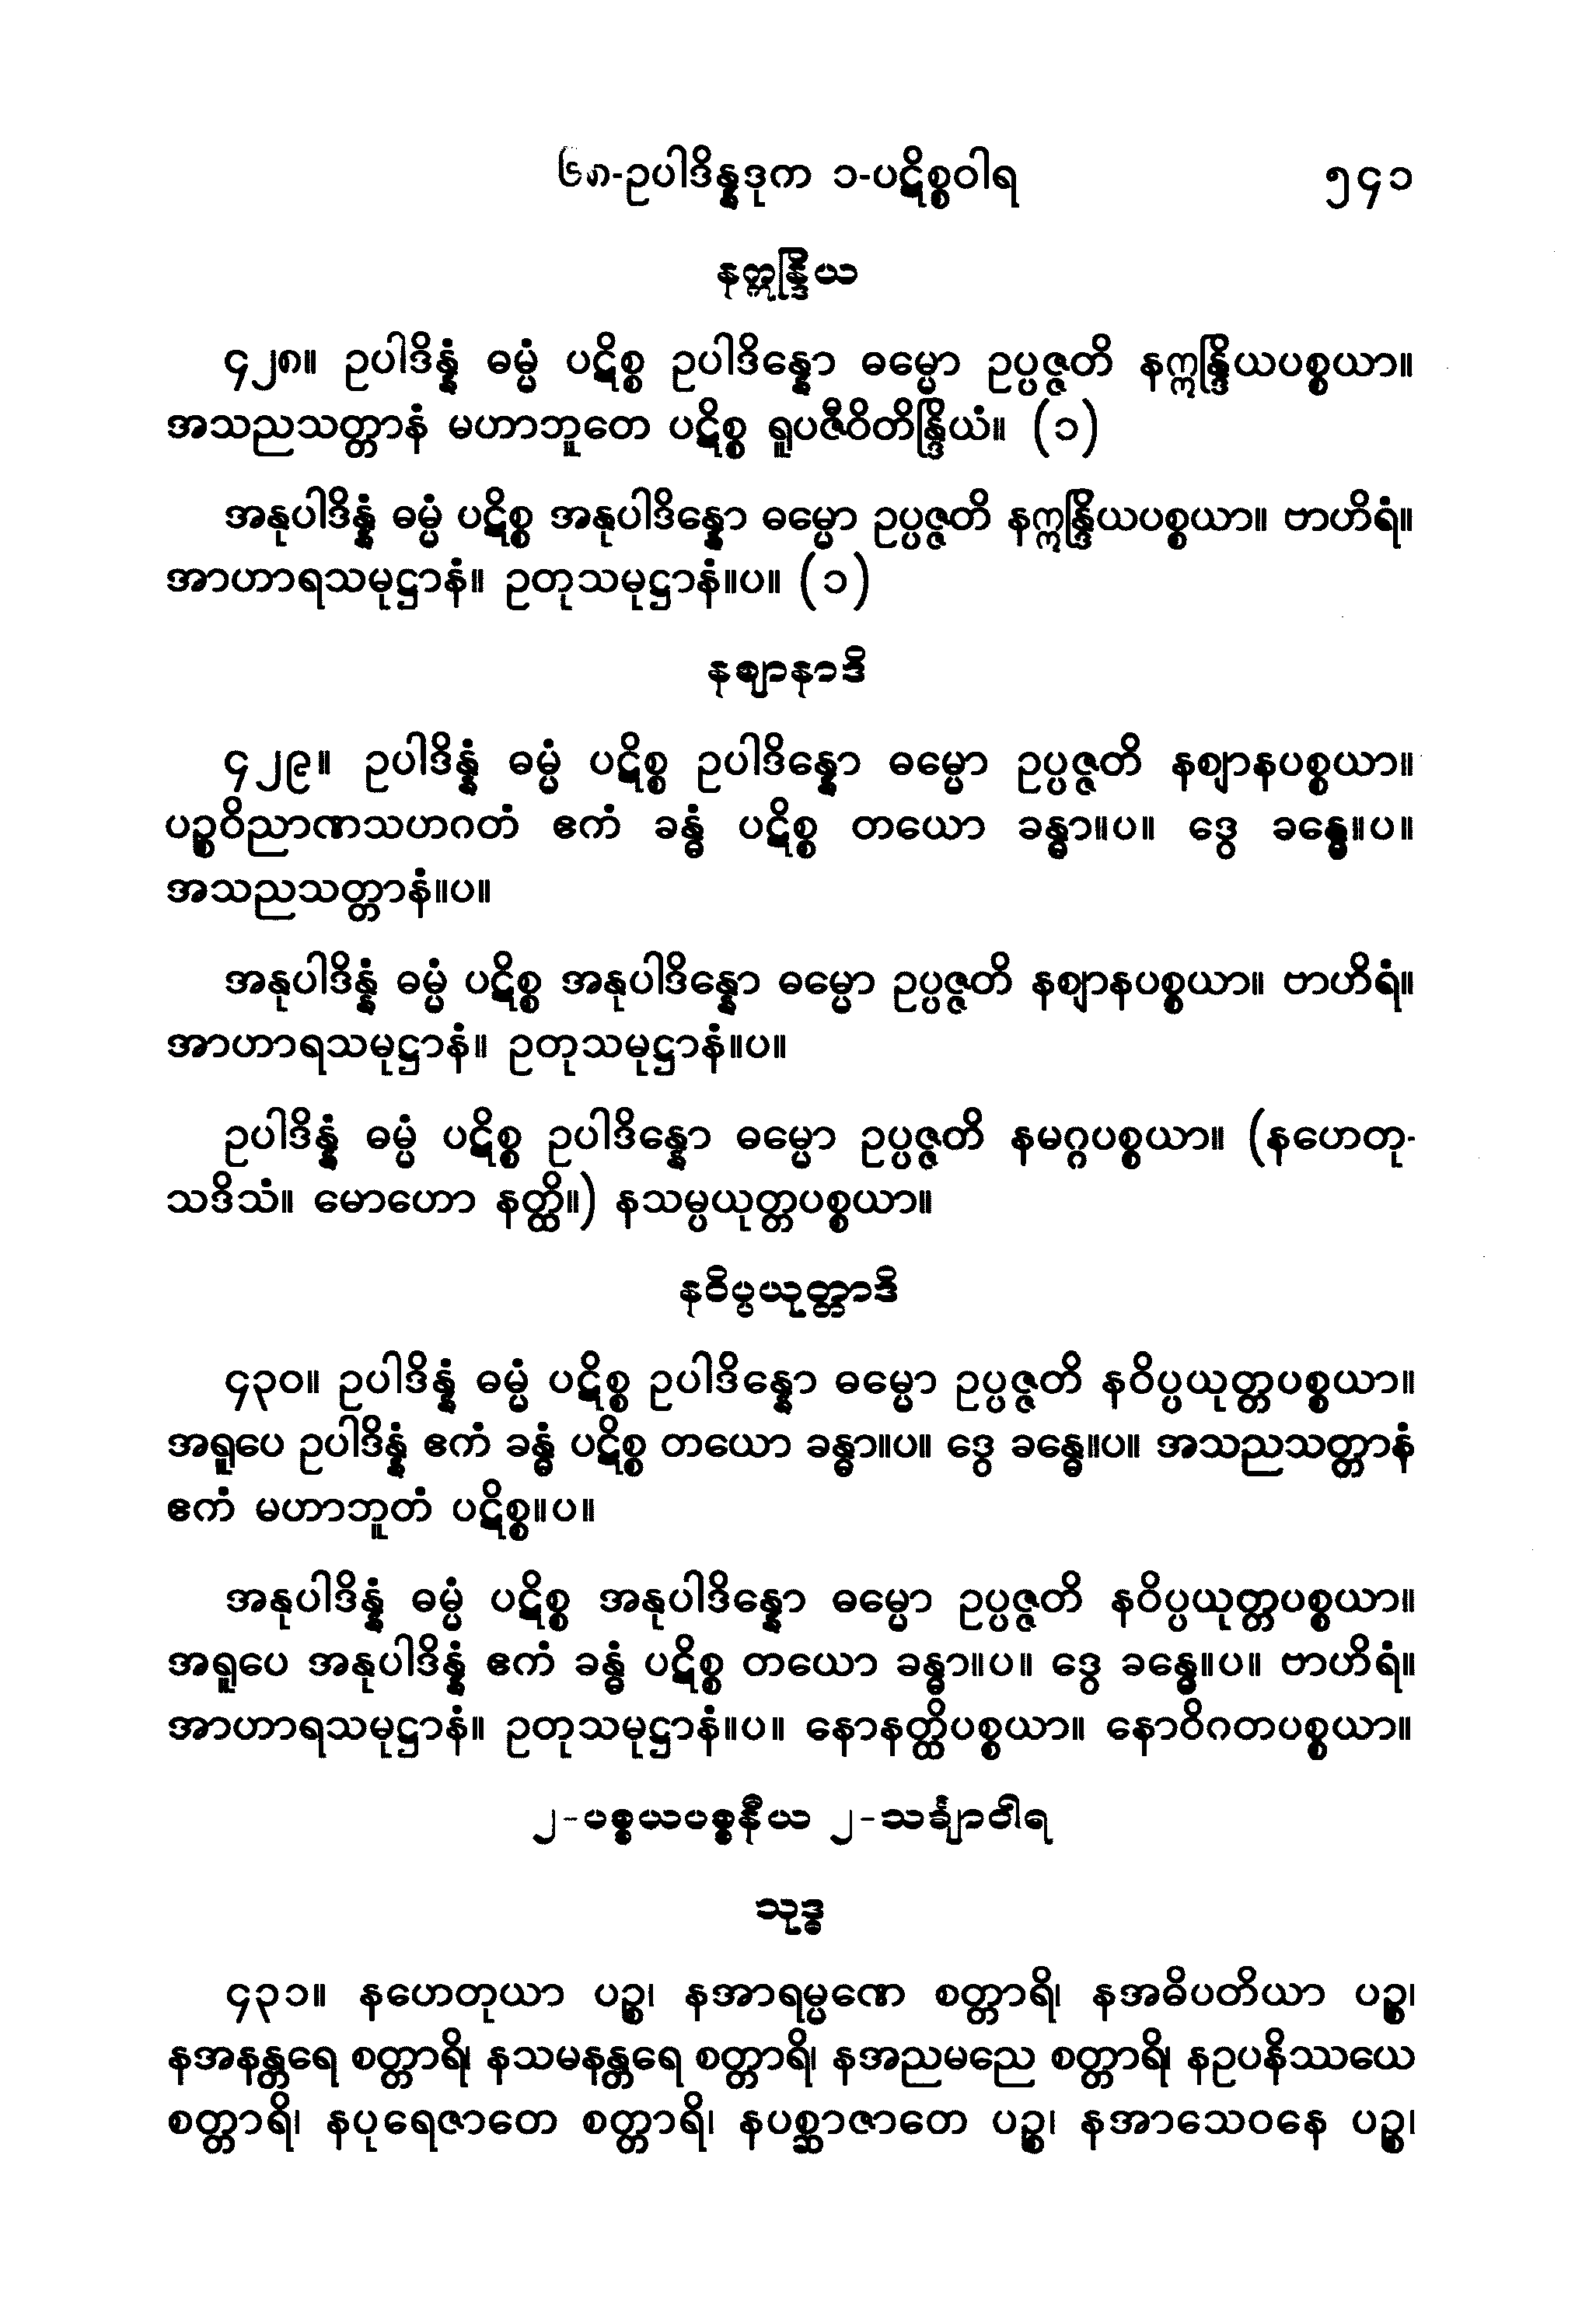 ၆၈-ဥပါဒိန္နဒုက ၁-ပဋိစ္စဝါရ ၅၄၁
နဣန္ဒြိယ
၄၂၈။ ဥပါဒိန္နံ ဓမ္မံ ပဋိစ္စ ဥပါဒိန္နော ဓမ္မော ဥပ္ပဇ္ဇတိ နဣန္ဒြိယပစ္စယာ။
အသညသတ္တာနံ မဟာဘူတေ ပဋိစ္စ ရူပဇီဝိတိန္ဒြိယံ။ (၁)
အနုပါဒိန္နံ ဓမ္မံ ပဋိစ္စ အနုပါဒိန္နော ဓမ္မော ဥပ္ပဇ္ဇတိ နဣန္ဒြိယပစ္စယာ။ ဗာဟိရံ။
အာဟာရသမုဋ္ဌာနံ။ ဥတုသမုဋ္ဌာနံ။ပ။ (၁)
နဈာနာဒိ
၄၂၉။ ဥပါဒိန္နံ ဓမ္မံ ပဋိစ္စ ဥပါဒိန္နော ဓမ္မော ဥပ္ပဇ္ဇတိ နဈာနပစ္စယာ။
ပဉ္စဝိညာဏသဟဂတံ ဧကံ ခန္ဓံ ပဋိစ္စ တယော ခန္ဓာ။ပ။ ဒွေ ခန္ဓေ။ပ။
အသညသတ္တာနံ။ပ။
အနုပါဒိန္နံ ဓမ္မံ ပဋိစ္စ အနုပါဒိန္နော ဓမ္မော ဥပ္ပဇ္ဇတိ နဈာနပစ္စယာ။ ဗာဟိရံ။
အာဟာရသမုဋ္ဌာနံ။ ဥတုသမုဋ္ဌာနံ။ပ။
ဥပါဒိန္နံ ဓမ္မံ ပဋိစ္စ ဥပါဒိန္နော ဓမ္မော ဥပ္ပဇ္ဇတိ နမဂ္ဂပစ္စယာ။ (နဟေတု-
သဒိသံ။ မောဟော နတ္ထိ။) နသမ္ပယုတ္တပစ္စယာ။
နဝိပ္ပယုတ္တာဒိ
၄၃၀။ ဥပါဒိန္နံ ဓမ္မံ ပဋိစ္စ ဥပါဒိန္နော ဓမ္မော ဥပ္ပဇ္ဇတိ နဝိပ္ပယုတ္တပစ္စယာ။
အရူပေ ဥပါဒိန္နံ ဧကံ ခန္ဓံ ပဋိစ္စ တယော ခန္ဓာ။ပ။ ဒွေ ခန္ဓေ။ပ။ အသညသတ္တာနံ
ဧကံ မဟာဘူတံ ပဋိစ္စ။ပ။
အနုပါဒိန္နံ ဓမ္မံ ပဋိစ္စ အနုပါဒိန္နော ဓမ္မော ဥပ္ပဇ္ဇတိ နဝိပ္ပယုတ္တပစ္စယာ။
အရူပေ အနုပါဒိန္နံ ဧကံ ခန္ဓံ ပဋိစ္စ တယော ခန္ဓာ။ပ။ ဒွေ ခန္ဓေ။ပ။ ဗာဟိရံ။
အာဟာရသမုဋ္ဌာနံ။ ဥတုသမုဋ္ဌာနံ။ပ။ နောနတ္ထိပစ္စယာ။ နောဝိဂတပစ္စယာ။
၂-ပစ္စယပစ္စနီယ ၂-သင်္ချာဝါရ
သုဒ္ဓ
၄၃၁။ နဟေတုယာ ပဉ္စ၊ နအာရမ္မဏေ စတ္တာရိ၊ နအဓိပတိယာ ပဉ္စ၊
နအနန္တရေ စတ္တာရိ၊ နသမနန္တရေ စတ္တာရိ၊ နအညမညေ စတ္တာရိ၊ နဥပနိဿယေ
စတ္တာရိ၊ နပုရေဇာတေ စတ္တာရိ၊ နပစ္ဆာဇာတေ ပဉ္စ၊ နအာသေဝနေ ပဉ္စ၊